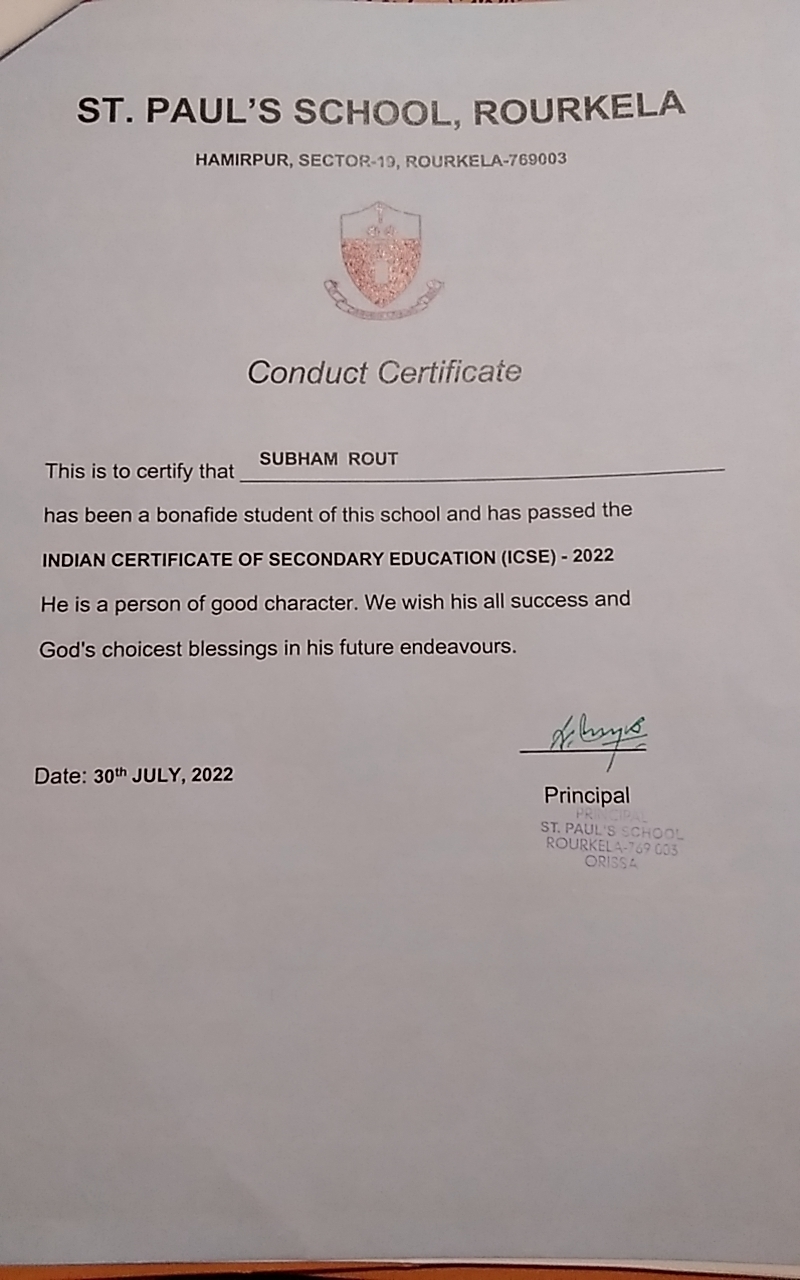 ST. PAUL'S SCHOOL, ROURKELA
HAMIRPUR, SECTOR-19, ROURKELA-769003
Conduct Certificate
This is to certify that SUBHAM ROUT
has been a bonafide student of this school and has passed the
INDIAN CERTIFICATE OF SECONDARY EDUCATION (ICSE) - 2022
He is a person of good character. We wish his all success and
God's choicest blessings in his future endeavours.
Date: 30th JULY, 2022
Principal
PRINCIPAL
ST. PAUL'S SCHOOL
ROURKELA-769 003
ORISSA